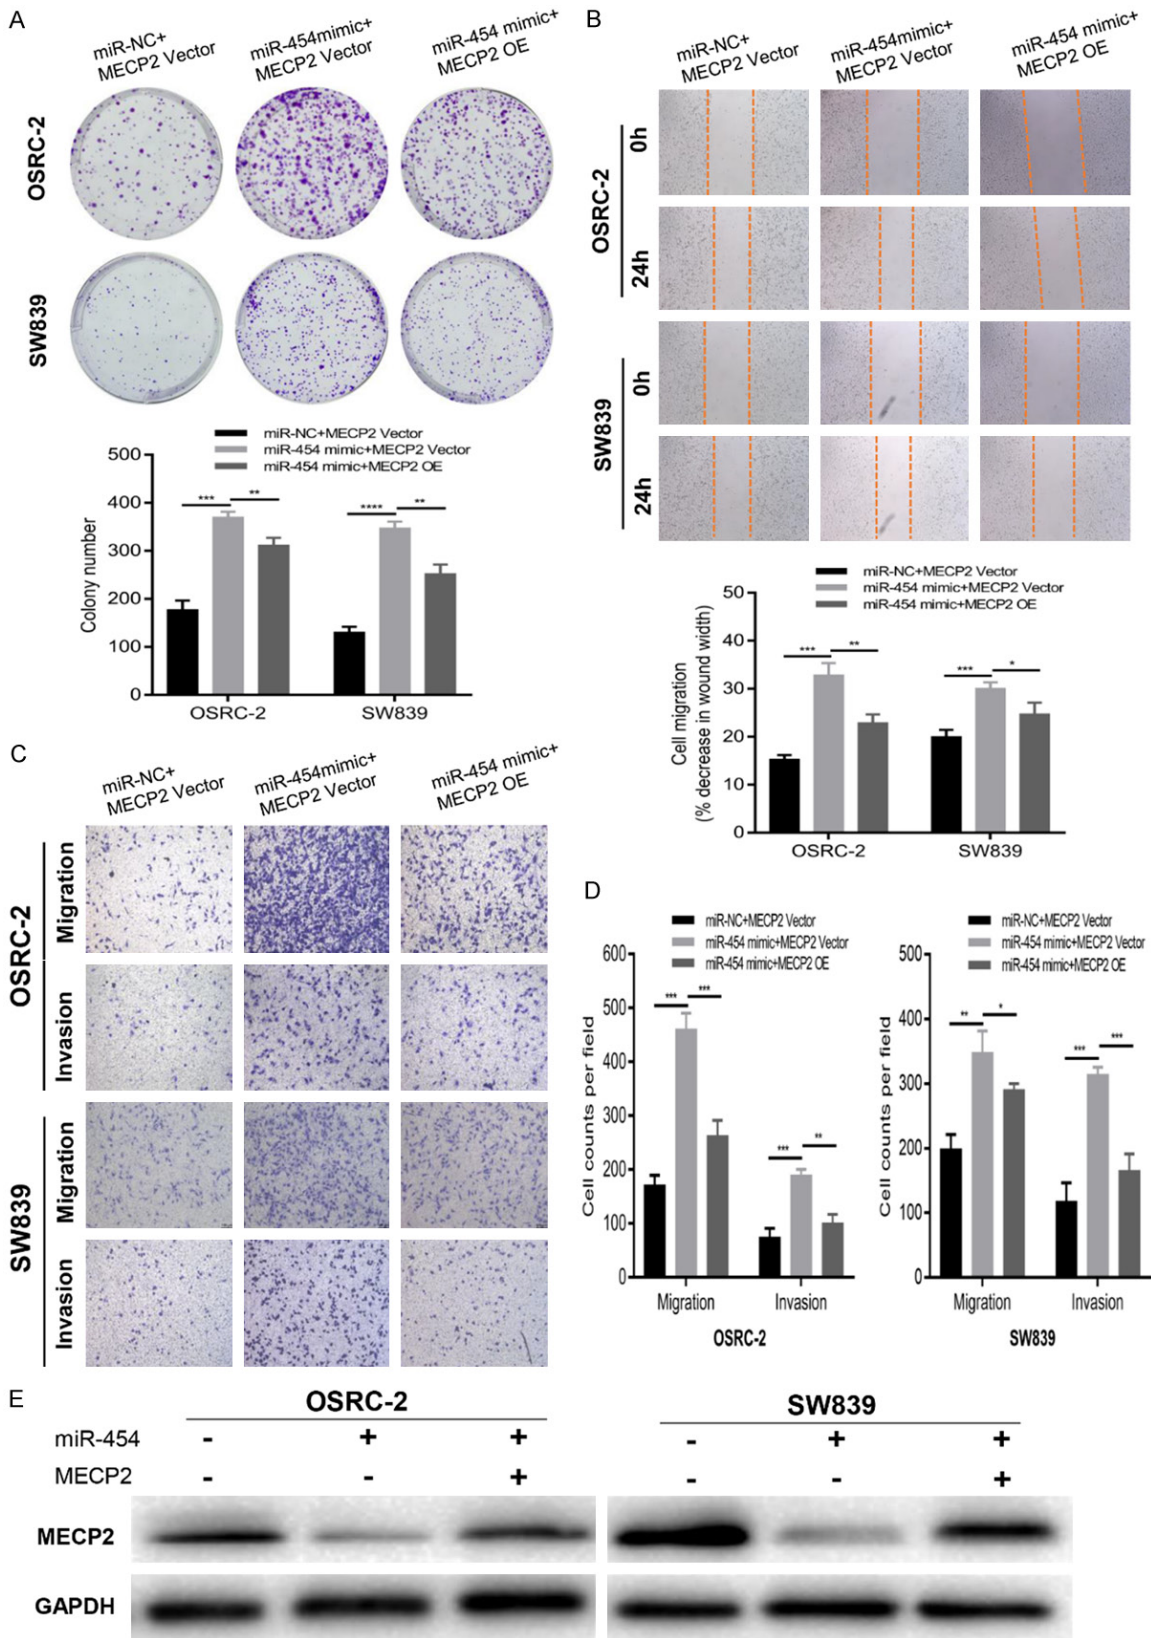 A
miR-NC+
MECP2 Vector
miR-454mimic+
MECP2 Vector
miR-454 mimic+
MECP2 OE
OSRC-2
SW839
miR-NC+MECP2 Vector
miR-454 mimic+MECP2 Vector
miR-454 mimic+MECP2 OE
Colony number
500
400
300
200
100
0
***
**
****
**
OSRC-2
SW839
B
miR-NC+
MECP2 Vector
miR-454mimic+
MECP2 Vector
miR-454 mimic+
MECP2 OE
OSRC-2
0h
24h
SW839
0h
24h
miR-NC+MECP2 Vector
miR-454 mimic+MECP2 Vector
miR-454 mimic+MECP2 OE
Cell migration
(% decrease in wound width)
50
40
30
20
10
0
***
**
***
*
OSRC-2
SW839
C
miR-NC+
MECP2 Vector
miR-454mimic+
MECP2 Vector
miR-454 mimic+
MECP2 OE
OSRC-2
Migration
Invasion
SW839
Migration
Invasion
D
miR-NC+MECP2 Vector
miR-454 mimic+MECP2 Vector
miR-454 mimic+MECP2 OE
Cell counts per field
600
500
400
300
200
100
0
***
***
***
**
Migration
Invasion
OSRC-2
miR-NC+MECP2 Vector
miR-454 mimic+MECP2 Vector
miR-454 mimic+MECP2 OE
Cell counts per field
500
400
300
200
100
0
**
*
***
***
Migration
Invasion
SW839
E
OSRC-2
SW839
miR-454 - + + - + +
MECP2 - - + - - +
MECP2
GAPDH